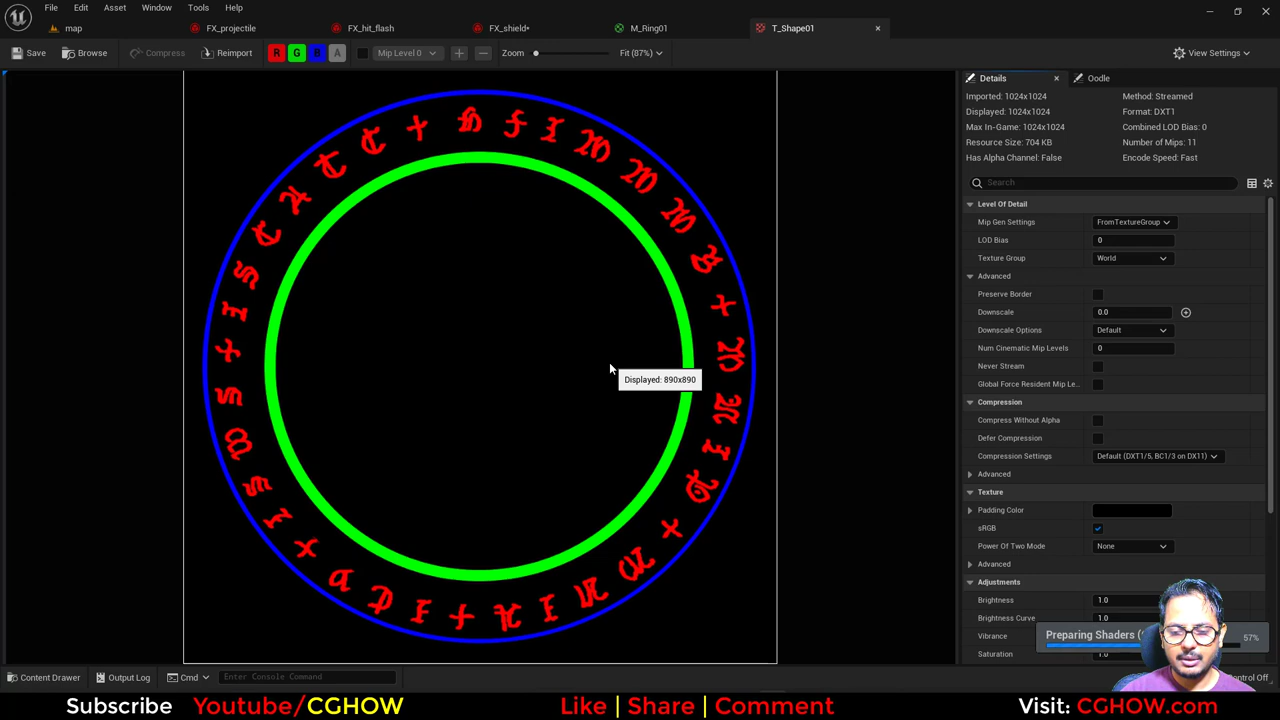 File Edit Asset Window Tools Help
map FX_projectile FX_hit_flash FX_shield* M_Ring01 T_Shape01
Save Browse Compress Reimport R G B A Mip Level 0 Zoom Fit (87%) View Settings
Details Oodle
Imported: 1024x1024 Method: Streamed
Displayed: 1024x1024 Format: DXT1
Max In-Game: 1024x1024 Combined LOD Bias: 0
Resource Size: 704 KB Number of Mips: 11
Has Alpha Channel: False Encode Speed: Fast
Search
Level Of Detail
Mip Gen Settings FromTextureGroup
LOD Bias 0
Texture Group World
Advanced
Preserve Border
Downscale 0.0
Downscale Options Default
Num Cinematic Mip Levels 0
Never Stream
Global Force Resident Mip Le...
Displayed: 890x890
Compression
Compress Without Alpha
Defer Compression
Compression Settings Default (DXT1/5, BC1/3 on DX11)
Advanced
Texture
Padding Color
sRGB
Power Of Two Mode None
Advanced
Adjustments
Brightness 1.0
Brightness Curve 1.0
Vibrance
Saturation
Preparing Shaders ( 57%
Content Drawer Output Log Cmd Enter Console Command ontrol Off
Subscribe Youtube/CGHOW Like | Share | Comment Visit: CGHOW.com